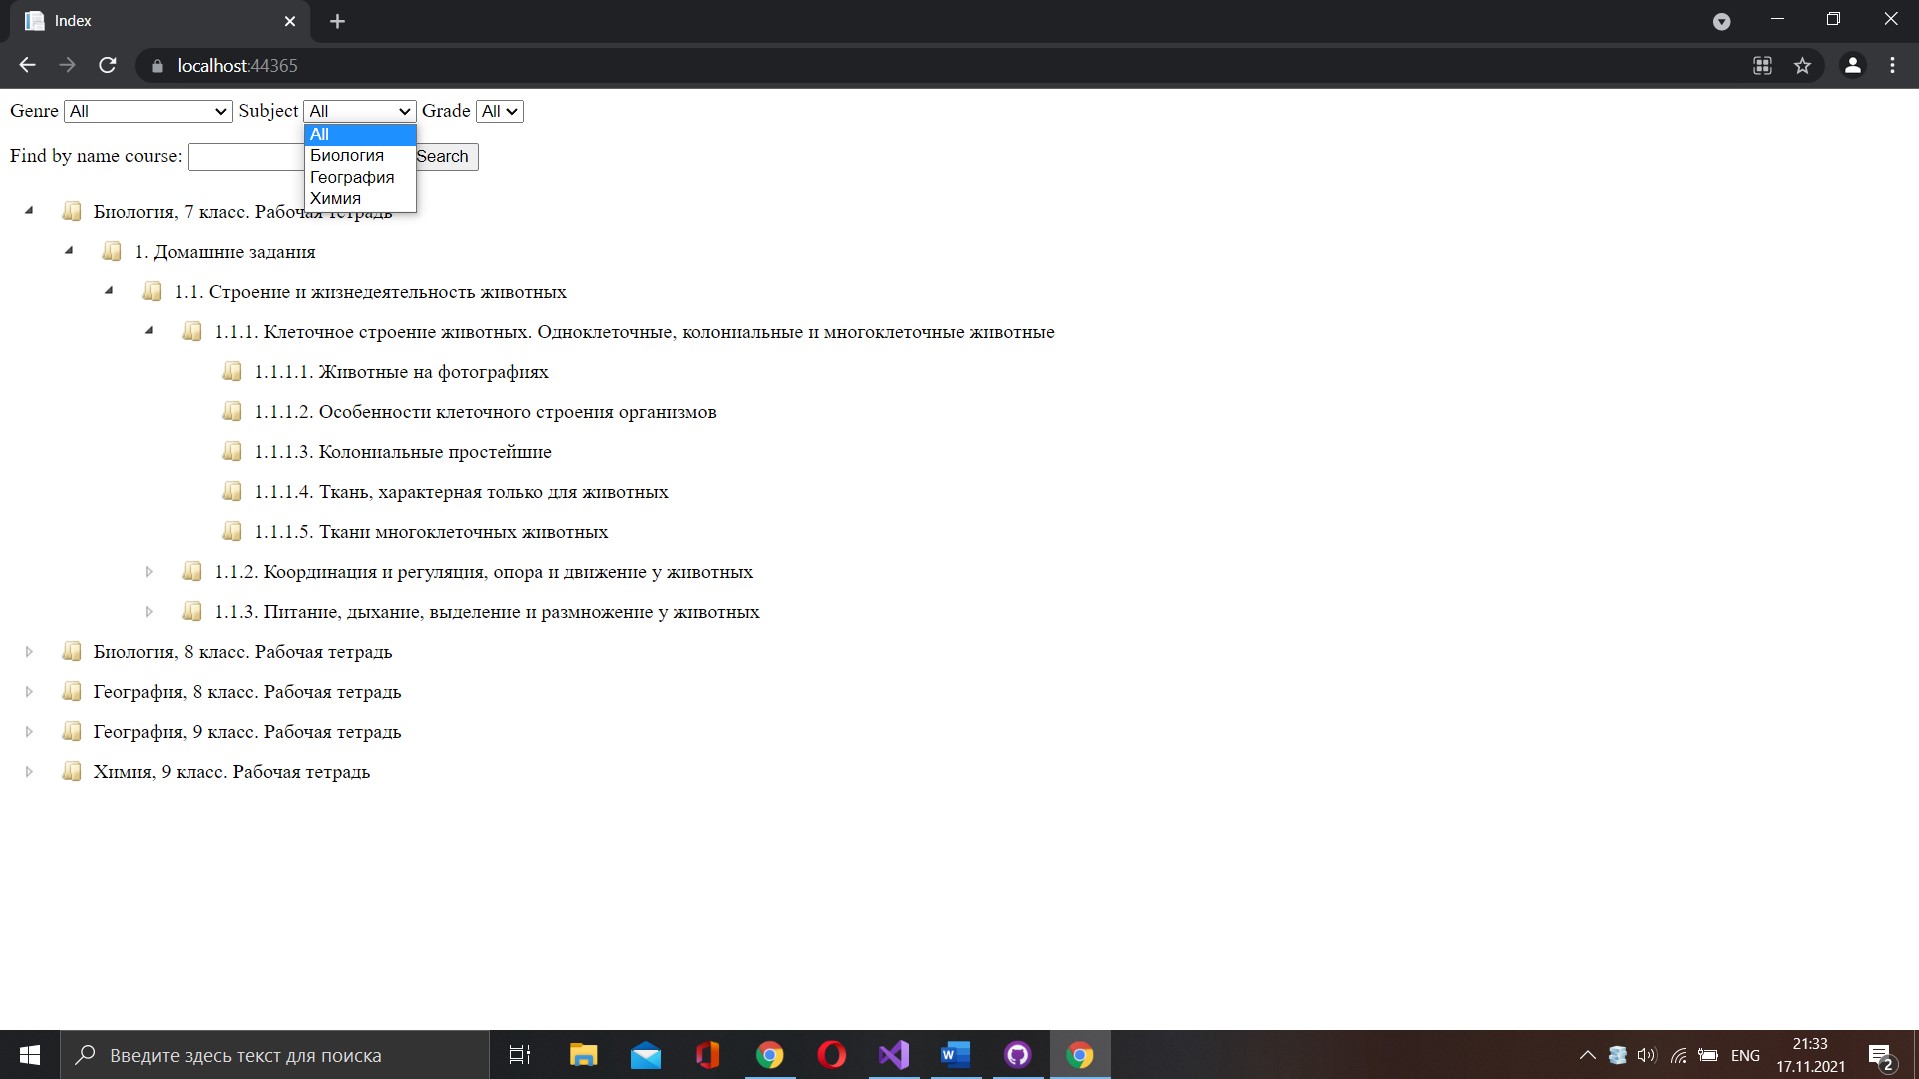 Index
localhost:44365
Genre All Subject All Grade All
All
Биология
География
Химия
Find by name course: Search
Биология, 7 класс. Рабочая тетрадь
1. Домашние задания
1.1. Строение и жизнедеятельность животных
1.1.1. Клеточное строение животных. Одноклеточные, колониальные и многоклеточные животные
1.1.1.1. Животные на фотографиях
1.1.1.2. Особенности клеточного строения организмов
1.1.1.3. Колониальные простейшие
1.1.1.4. Ткань, характерная только для животных
1.1.1.5. Ткани многоклеточных животных
1.1.2. Координация и регуляция, опора и движение у животных
1.1.3. Питание, дыхание, выделение и размножение у животных
Биология, 8 класс. Рабочая тетрадь
География, 8 класс. Рабочая тетрадь
География, 9 класс. Рабочая тетрадь
Химия, 9 класс. Рабочая тетрадь
Введите здесь текст для поиска
ENG
21:33
17.11.2021
2